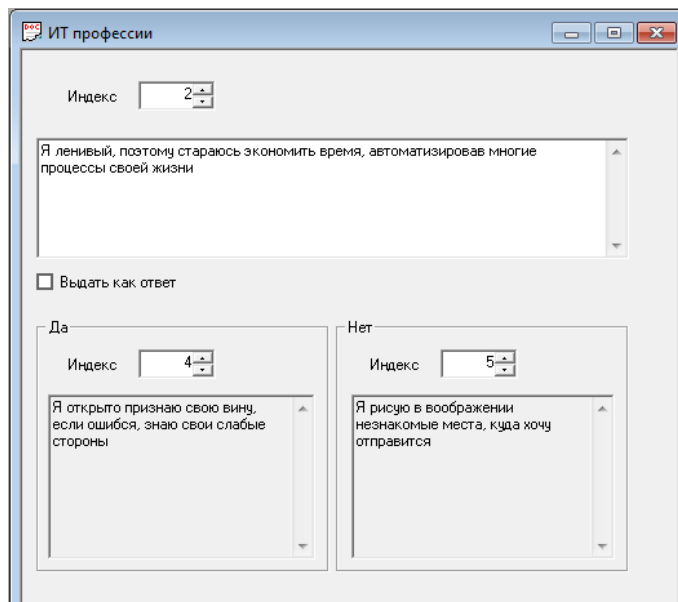 DOC ИТ профессии
Индекс 2
Я ленивый, поэтому стараюсь экономить время, автоматизировав многие
процессы своей жизни
Выдать как ответ
Да
Индекс 4
Я открыто признаю свою вину,
если ошибся, знаю свои слабые
стороны
Нет
Индекс 5
Я рисую в воображении
незнакомые места, куда хочу
отправится